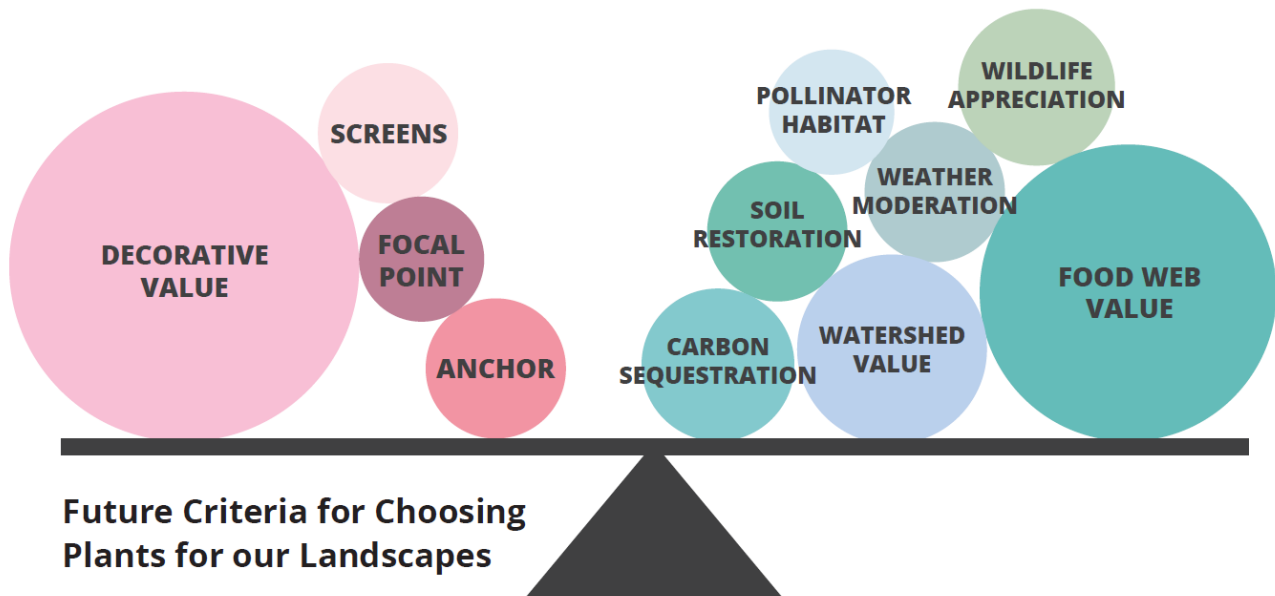 DECORATIVE
VALUE
SCREENS
FOCAL
POINT
ANCHOR
POLLINATOR
HABITAT
WILDLIFE
APPRECIATION
WEATHER
MODERATION
SOIL
RESTORATION
CARBON
SEQUESTRATION
WATERSHED
VALUE
FOOD WEB
VALUE
Future Criteria for Choosing
Plants for our Landscapes